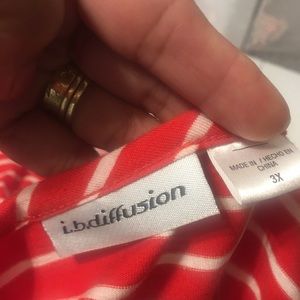 i.b.diffusion
MADE IN / HECHO EN
CHINA
3X